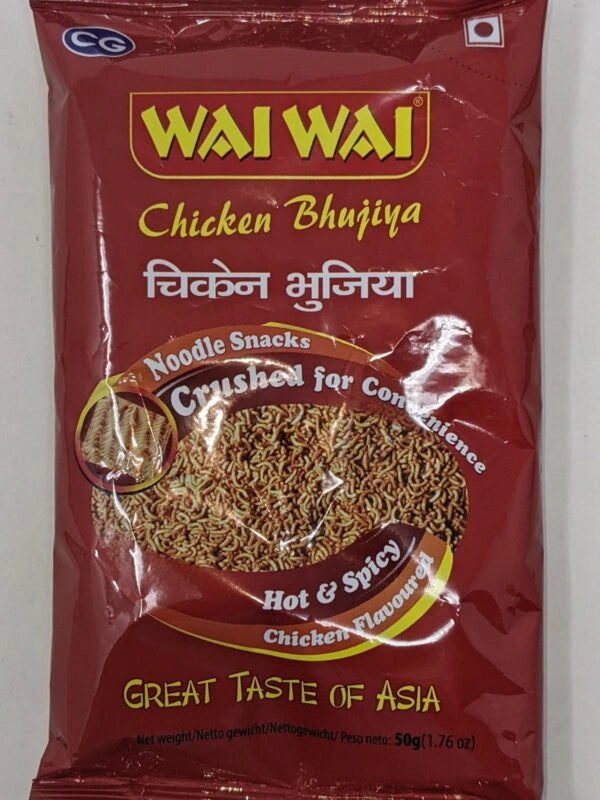 CG
WAI WAI®
Chicken Bhujiya
चिकेन भुजिया
Noodle Snacks
Crushed for Convenience
Hot & Spicy
Chicken Flavoured
GREAT TASTE OF ASIA
Net weight/Netto gewicht/Nettogewicht/ Peso neto: 50g(1.76 oz)